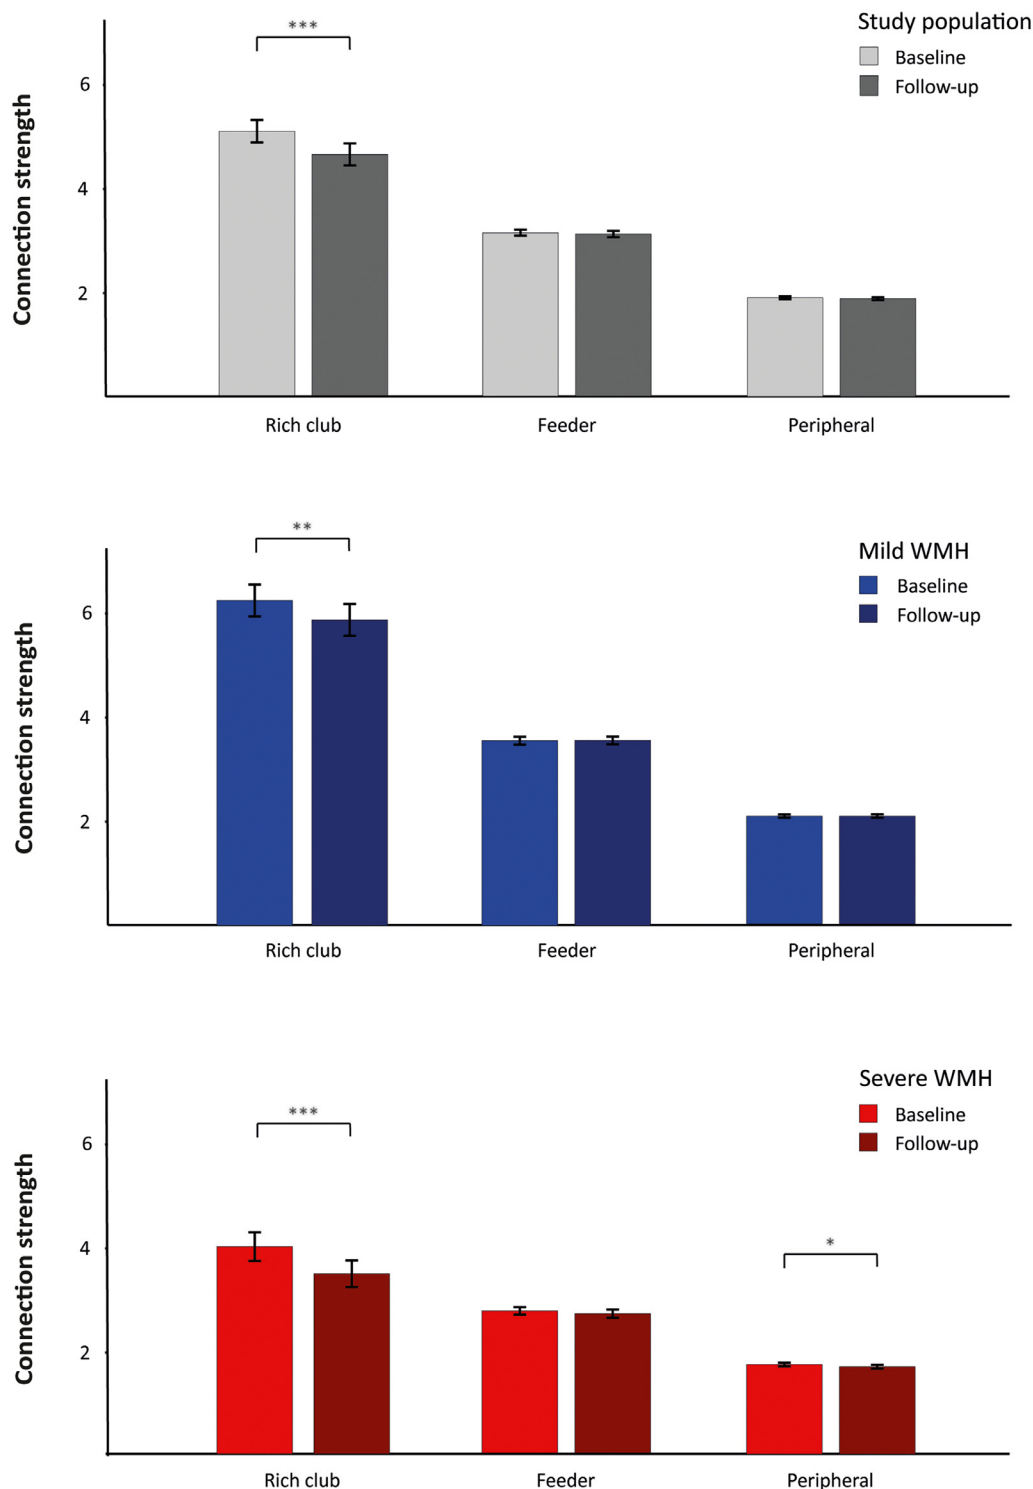 Study population
Baseline
Follow-up
***
Connection strength
6
4
2
Rich club
Feeder
Peripheral
Mild WMH
Baseline
Follow-up
**
Connection strength
6
4
2
Rich club
Feeder
Peripheral
Severe WMH
Baseline
Follow-up
***
*
Connection strength
6
4
2
Rich club
Feeder
Peripheral